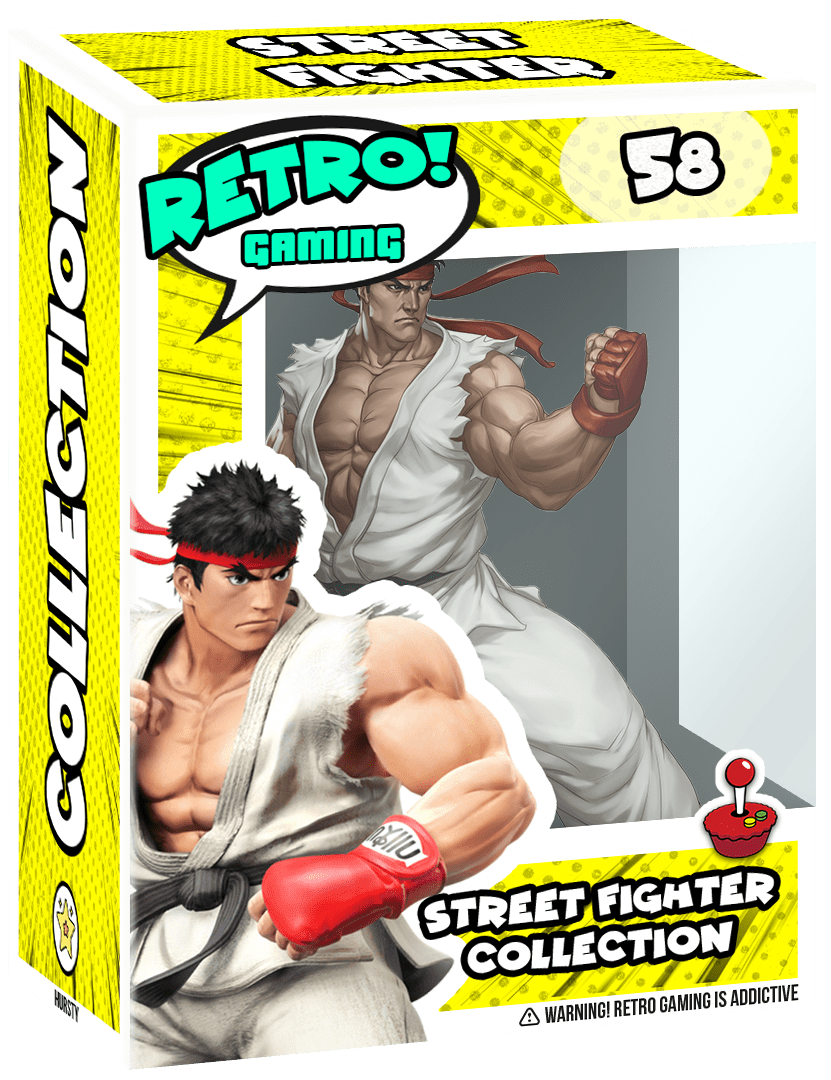 STREET
FIGHTER
COLLECTION
HURSTY
RETRO!
GAMING
58
STREET FIGHTER
COLLECTION
WARNING! RETRO GAMING IS ADDICTIVE